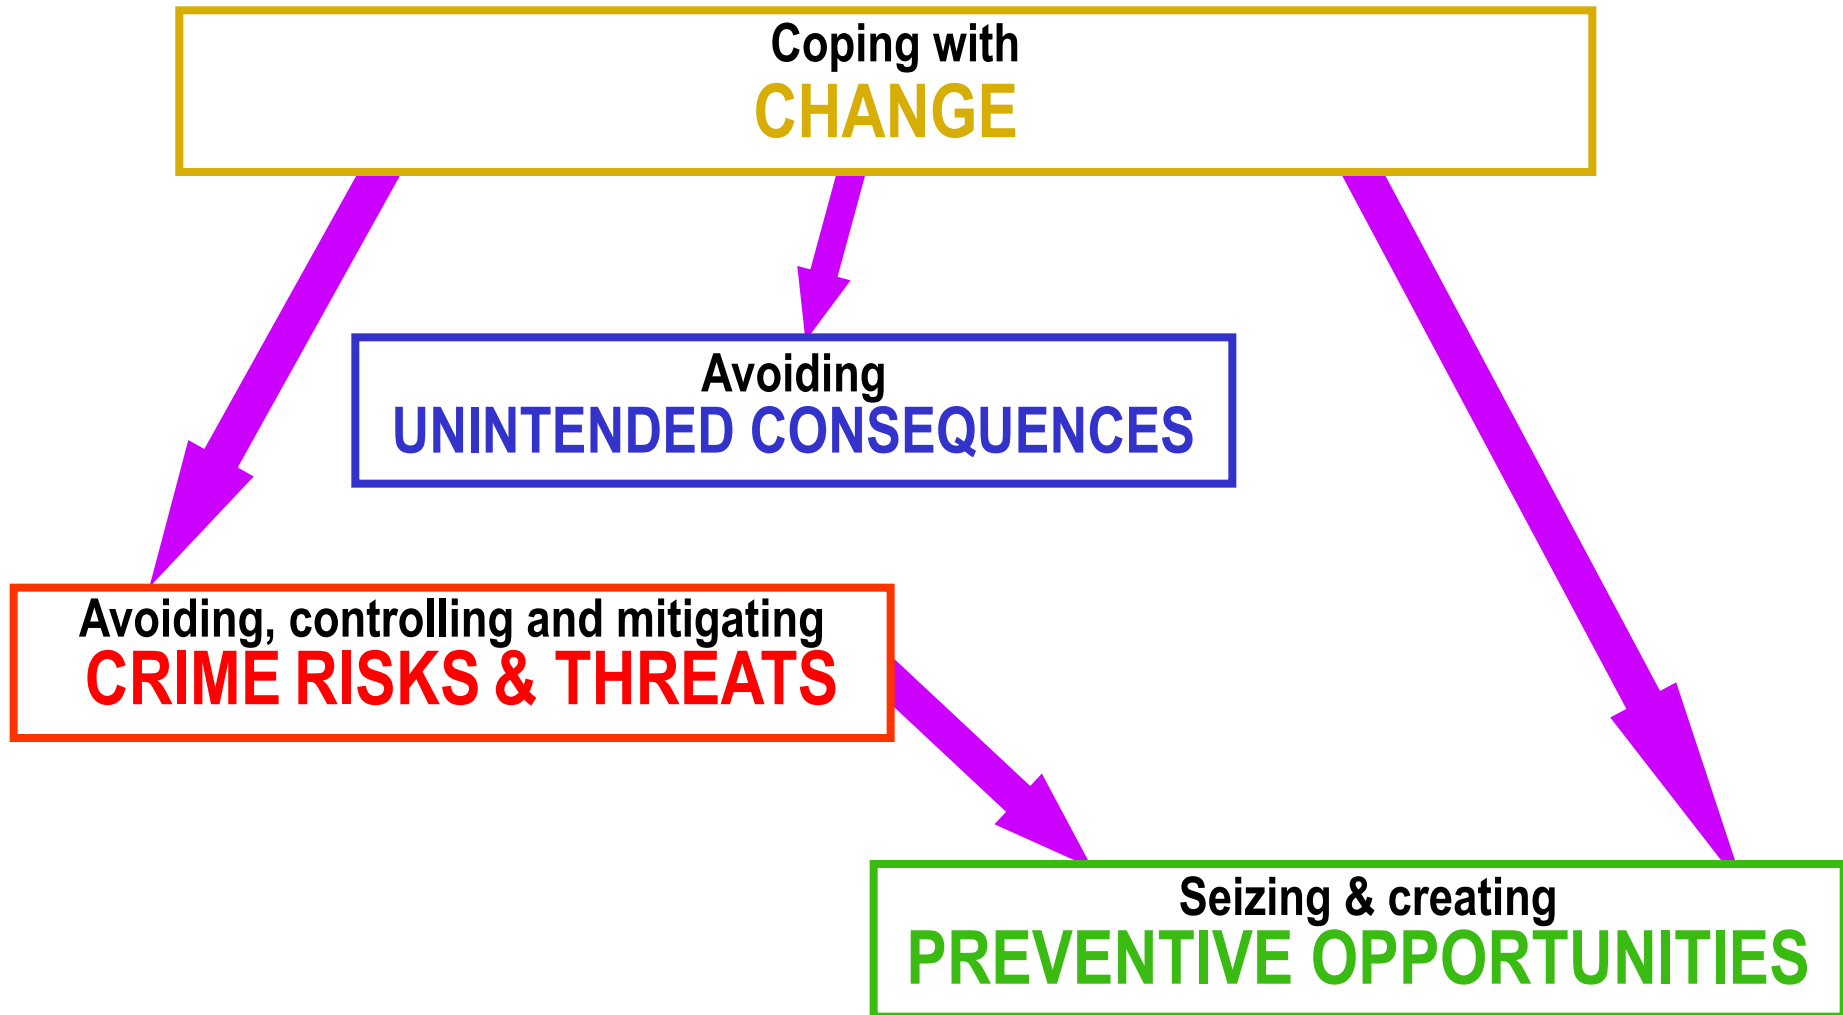 Coping with
CHANGE
Avoiding
UNINTENDED CONSEQUENCES
Avoiding, controlling and mitigating
CRIME RISKS & THREATS
Seizing & creating
PREVENTIVE OPPORTUNITIES